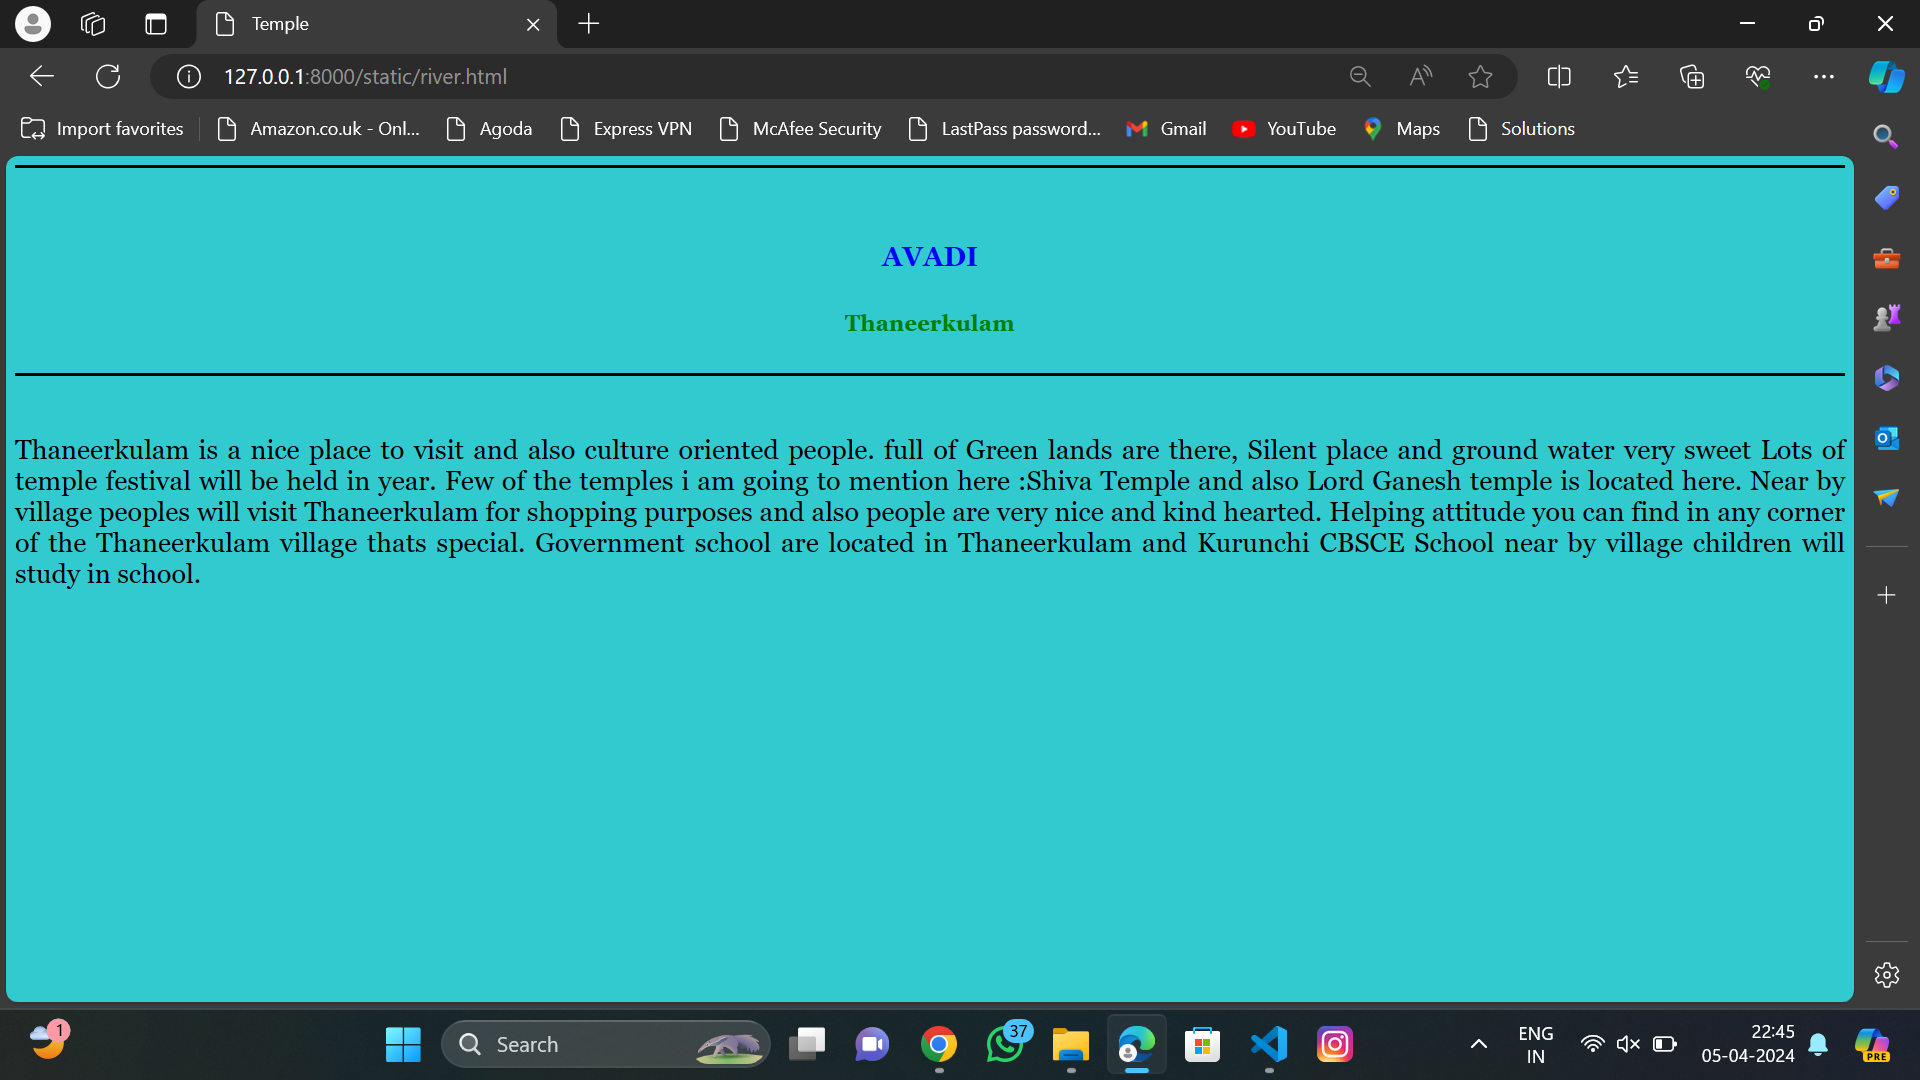 Temple
127.0.0.1:8000/static/river.html
Import favorites Amazon.co.uk - Onl... Agoda Express VPN McAfee Security LastPass password... Gmail YouTube Maps Solutions
AVADI
Thaneerkulam
Thaneerkulam is a nice place to visit and also culture oriented people. full of Green lands are there, Silent place and ground water very sweet Lots of
temple festival will be held in year. Few of the temples i am going to mention here :Shiva Temple and also Lord Ganesh temple is located here. Near by
village peoples will visit Thaneerkulam for shopping purposes and also people are very nice and kind hearted. Helping attitude you can find in any corner
of the Thaneerkulam village thats special. Government school are located in Thaneerkulam and Kurunchi CBSCE School near by village children will
study in school.
1
Search
37
ENG
IN
22:45
05-04-2024
PRE